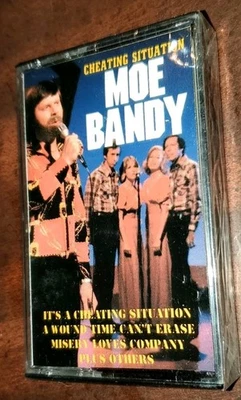 CHEATING SITUATION
MOE
BANDY
IT'S A CHEATING SITUATION
A WOUND TIME CAN'T ERASE
MISERY LOVES COMPANY
PLUS OTHERS